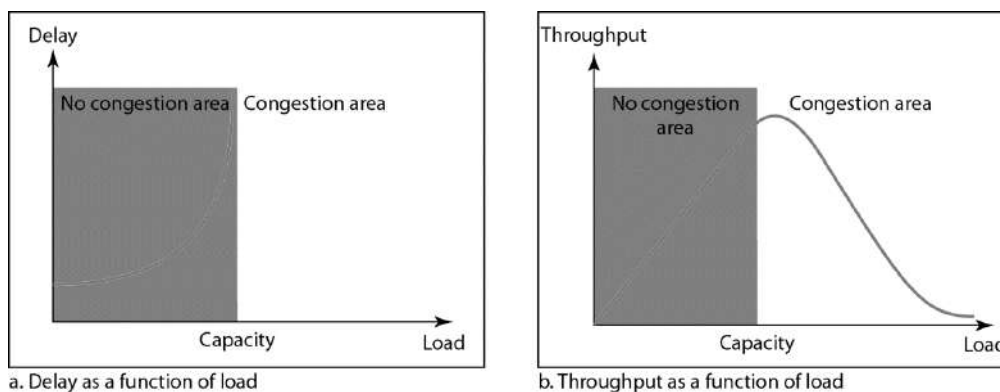 Delay
No congestion area
Congestion area
Capacity
Load
a. Delay as a function of load
Throughput
No congestion
area
Congestion area
Capacity
Load
b. Throughput as a function of load